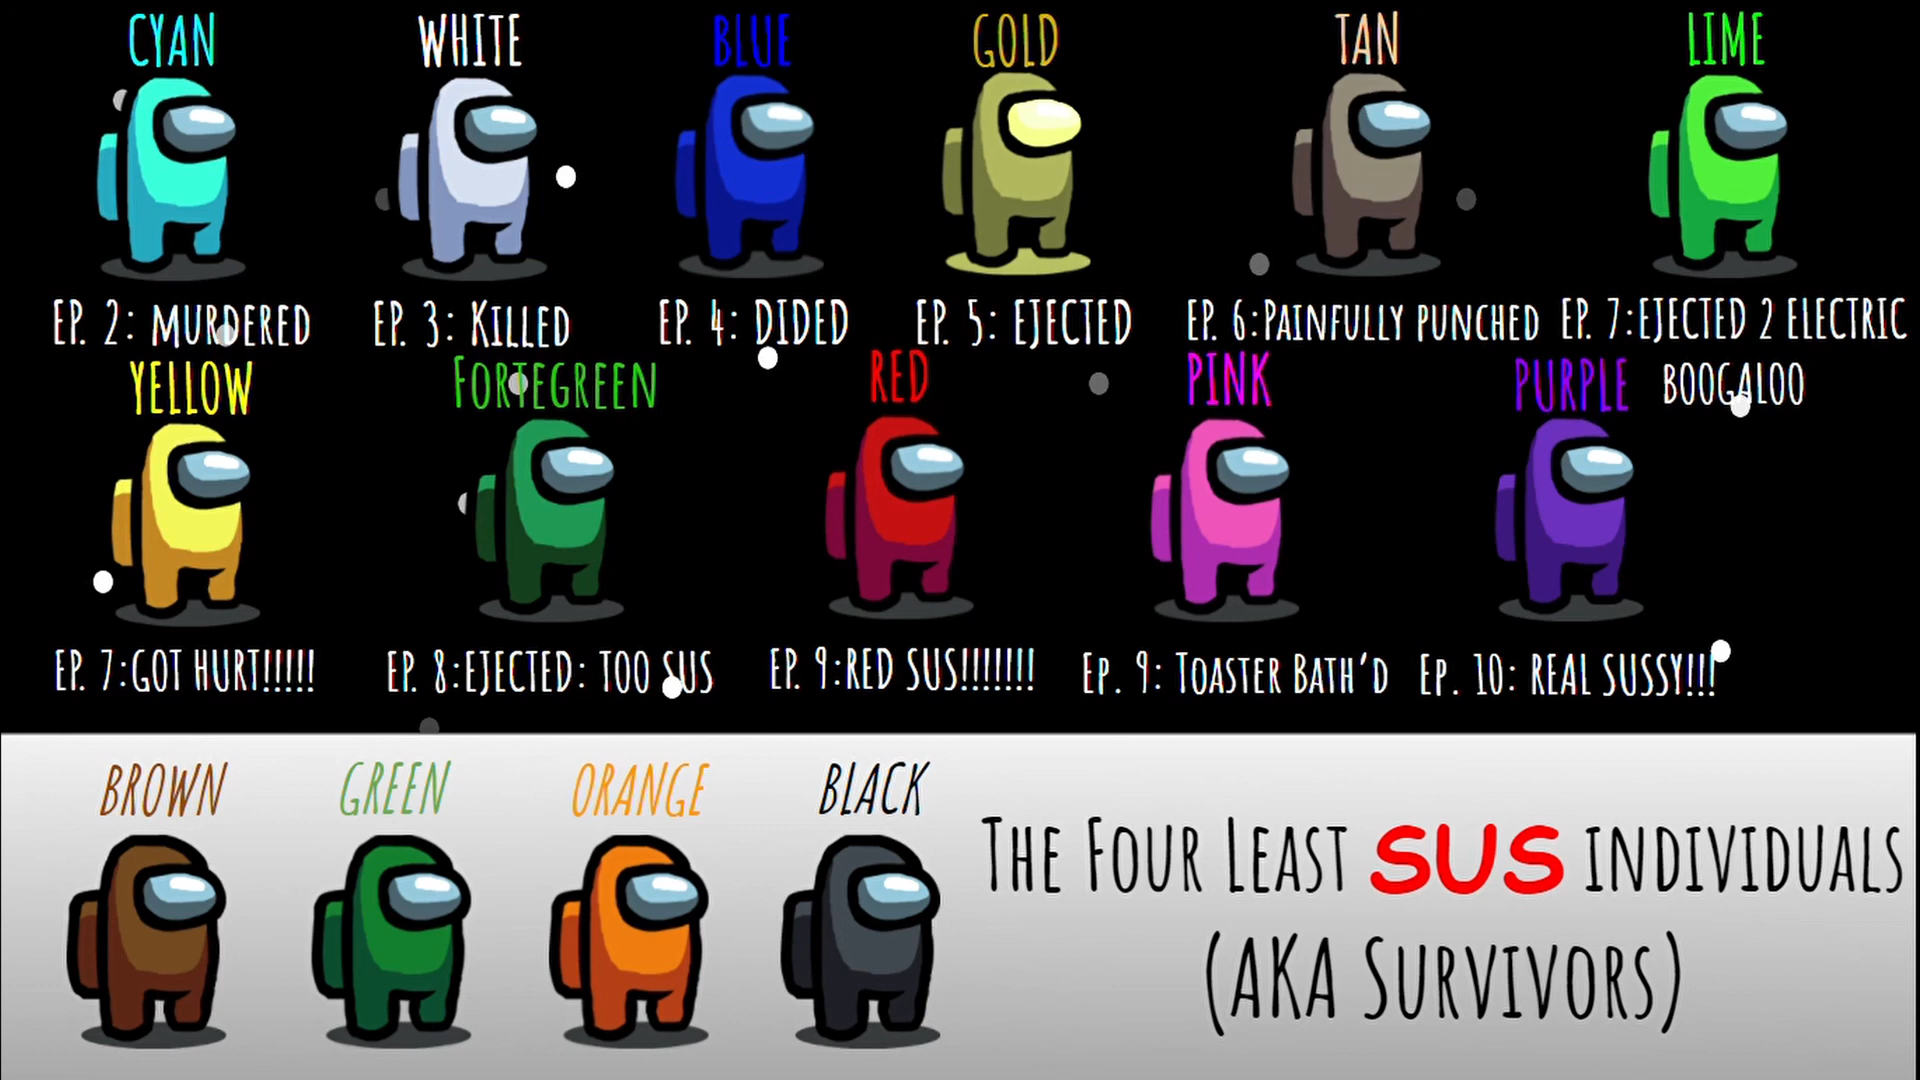 CYAN WHITE BLUE GOLD TAN LIME
EP. 2: MURDERED EP. 3: KILLED EP. 4: DIDED EP. 5: EJECTED EP. 6:PAINFULLY PUNCHED EP. 7:EJECTED 2 ELECTRIC
BOOGALOO
YELLOW FORTEGREEN RED PINK PURPLE
EP. 7:GOT HURT!!!!! EP. 8:EJECTED: TOO SUS EP. 9:RED SUS!!!!!!! EP. 9: TOASTER BATH'D EP. 10: REAL SUSSY!!!
BROWN GREEN ORANGE BLACK
THE FOUR LEAST SUS INDIVIDUALS
(AKA SURVIVORS)